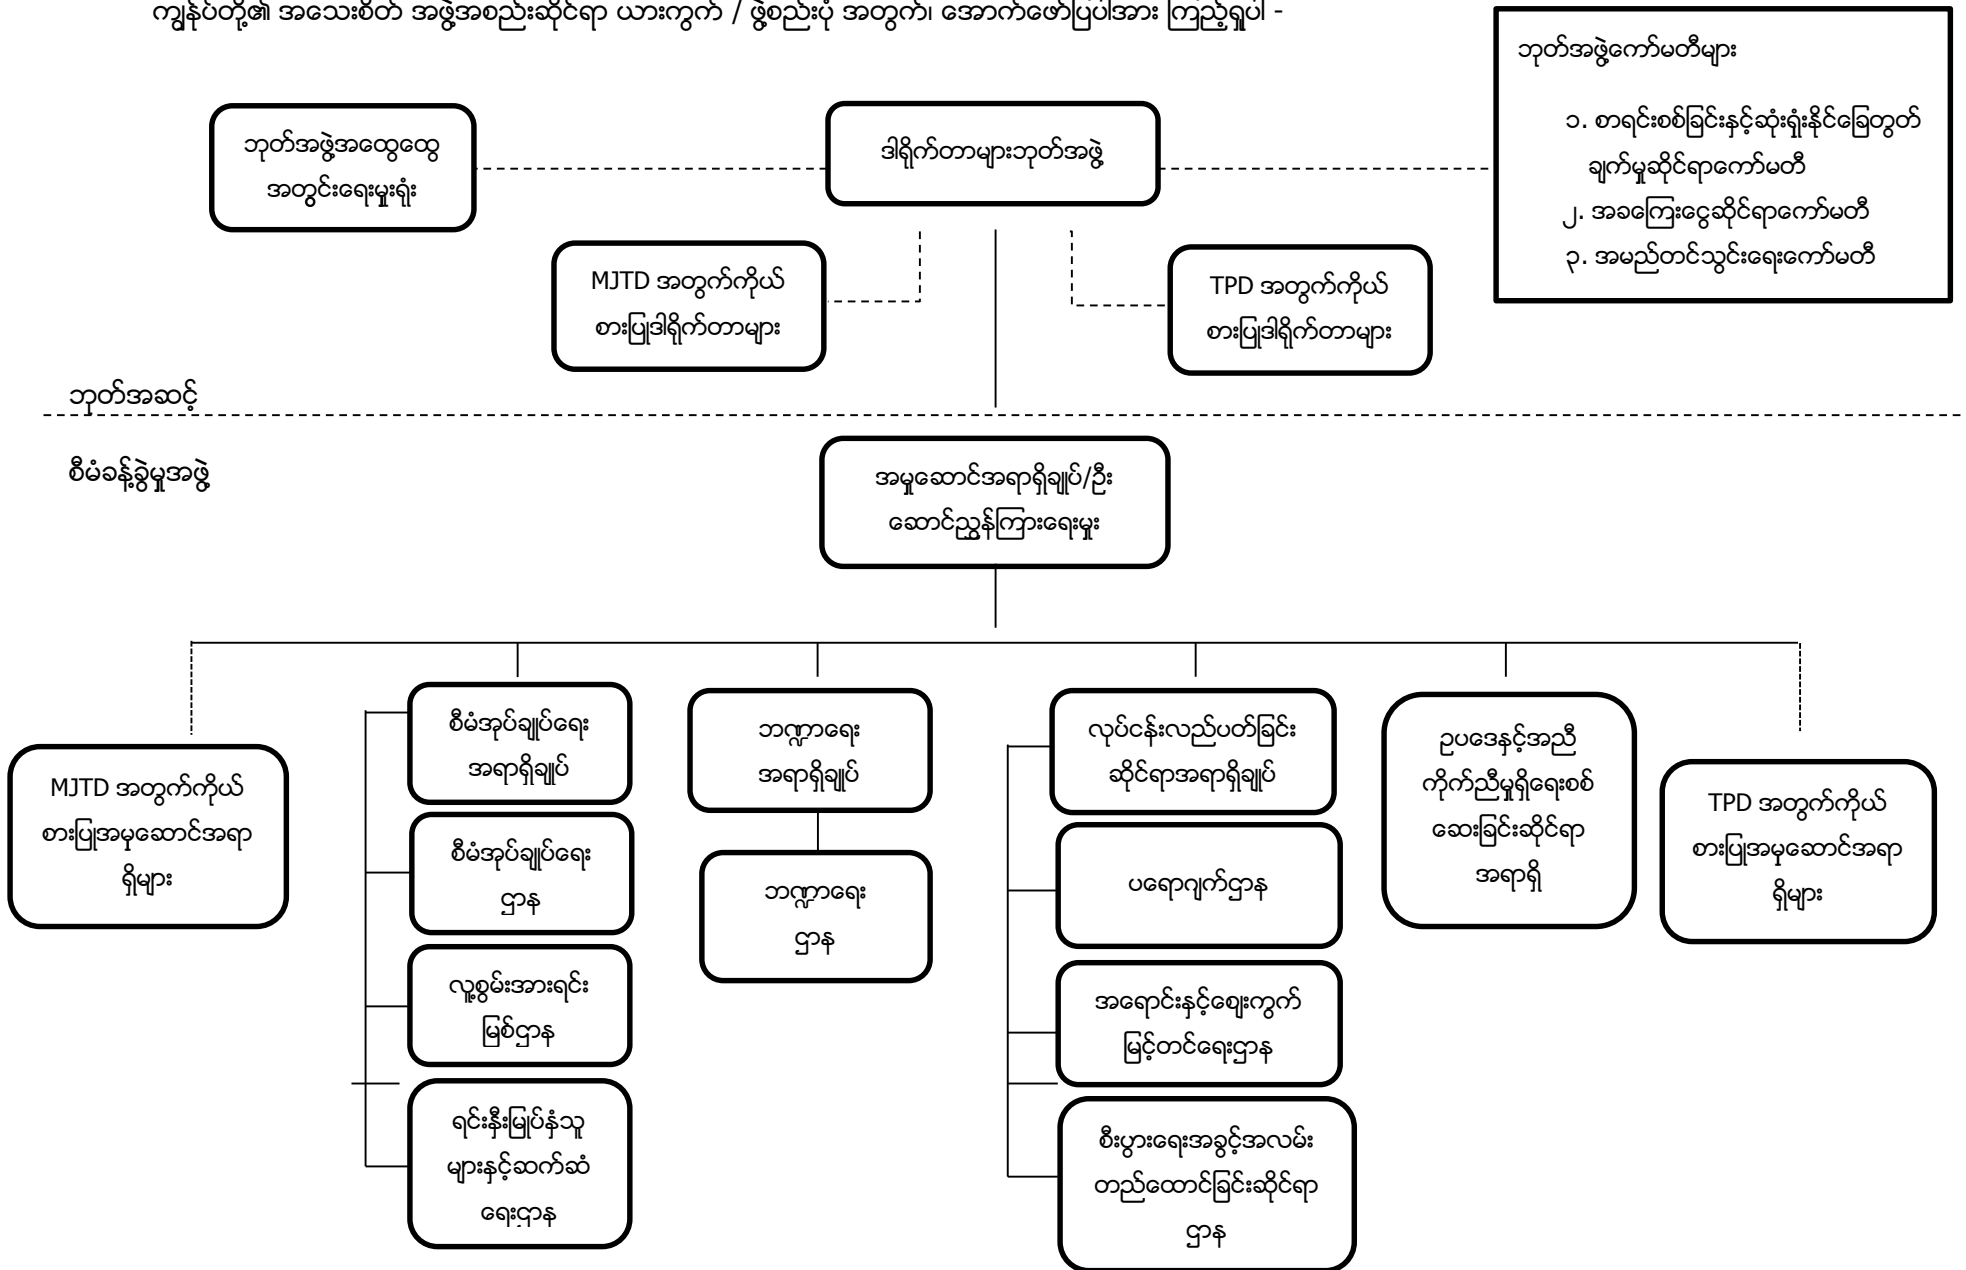 ကျွန်ုပ်တို့၏ အသေးစိတ် အဖွဲ့အစည်းဆိုင်ရာ ယားကွက် / ဖွဲ့စည်းပုံ အတွက်၊ အောက်ဖော်ပြပါအား ကြည့်ရှုပါ -
ဘုတ်အဖွဲ့ကော်မတီများ
၁. စာရင်းစစ်ခြင်းနှင့်ဆုံးရှုံးနိုင်ခြေတွတ်
ချက်မှုဆိုင်ရာကော်မတီ
၂. အခကြေးငွေဆိုင်ရာကော်မတီ
၃. အမည်တင်သွင်းရေးကော်မတီ
ဘုတ်အဖွဲ့အထွေထွေ
အတွင်းရေးမှုးရုံး
ဒါရိုက်တာများဘုတ်အဖွဲ့
MJTD အတွက်ကိုယ်
စားပြုဒါရိုက်တာများ
TPD အတွက်ကိုယ်
စားပြုဒါရိုက်တာများ
ဘုတ်အဆင့်
စီမံခန့်ခွဲမှုအဖွဲ့
အမှုဆောင်အရာရှိချုပ်/ဦး
ဆောင်ညွှန်ကြားရေးမှုး
MJTD အတွက်ကိုယ်
စားပြုအမှုဆောင်အရာ
ရှိများ
စီမံအုပ်ချုပ်ရေး
အရာရှိချုပ်
စီမံအုပ်ချုပ်ရေး
ဌာန
လူ့စွမ်းအားရင်း
မြစ်ဌာန
ရင်းနှီးမြုပ်နှံသူ
များနှင့်ဆက်ဆံ
ရေးဌာန
ဘဏ္ဍာရေး
အရာရှိချုပ်
ဘဏ္ဍာရေး
ဌာန
လုပ်ငန်းလည်ပတ်ခြင်း
ဆိုင်ရာအရာရှိချုပ်
ပရောဂျက်ဌာန
အရောင်းနှင့်ဈေးကွက်
မြင့်တင်ရေးဌာန
စီးပွားရေးအခွင့်အလမ်း
တည်ထောင်ခြင်းဆိုင်ရာ
ဌာန
ဥပဒေနှင့်အညီ
ကိုက်ညီမှုရှိရေးစစ်
ဆေးခြင်းဆိုင်ရာ
အရာရှိ
TPD အတွက်ကိုယ်
စားပြုအမှုဆောင်အရာ
ရှိများ